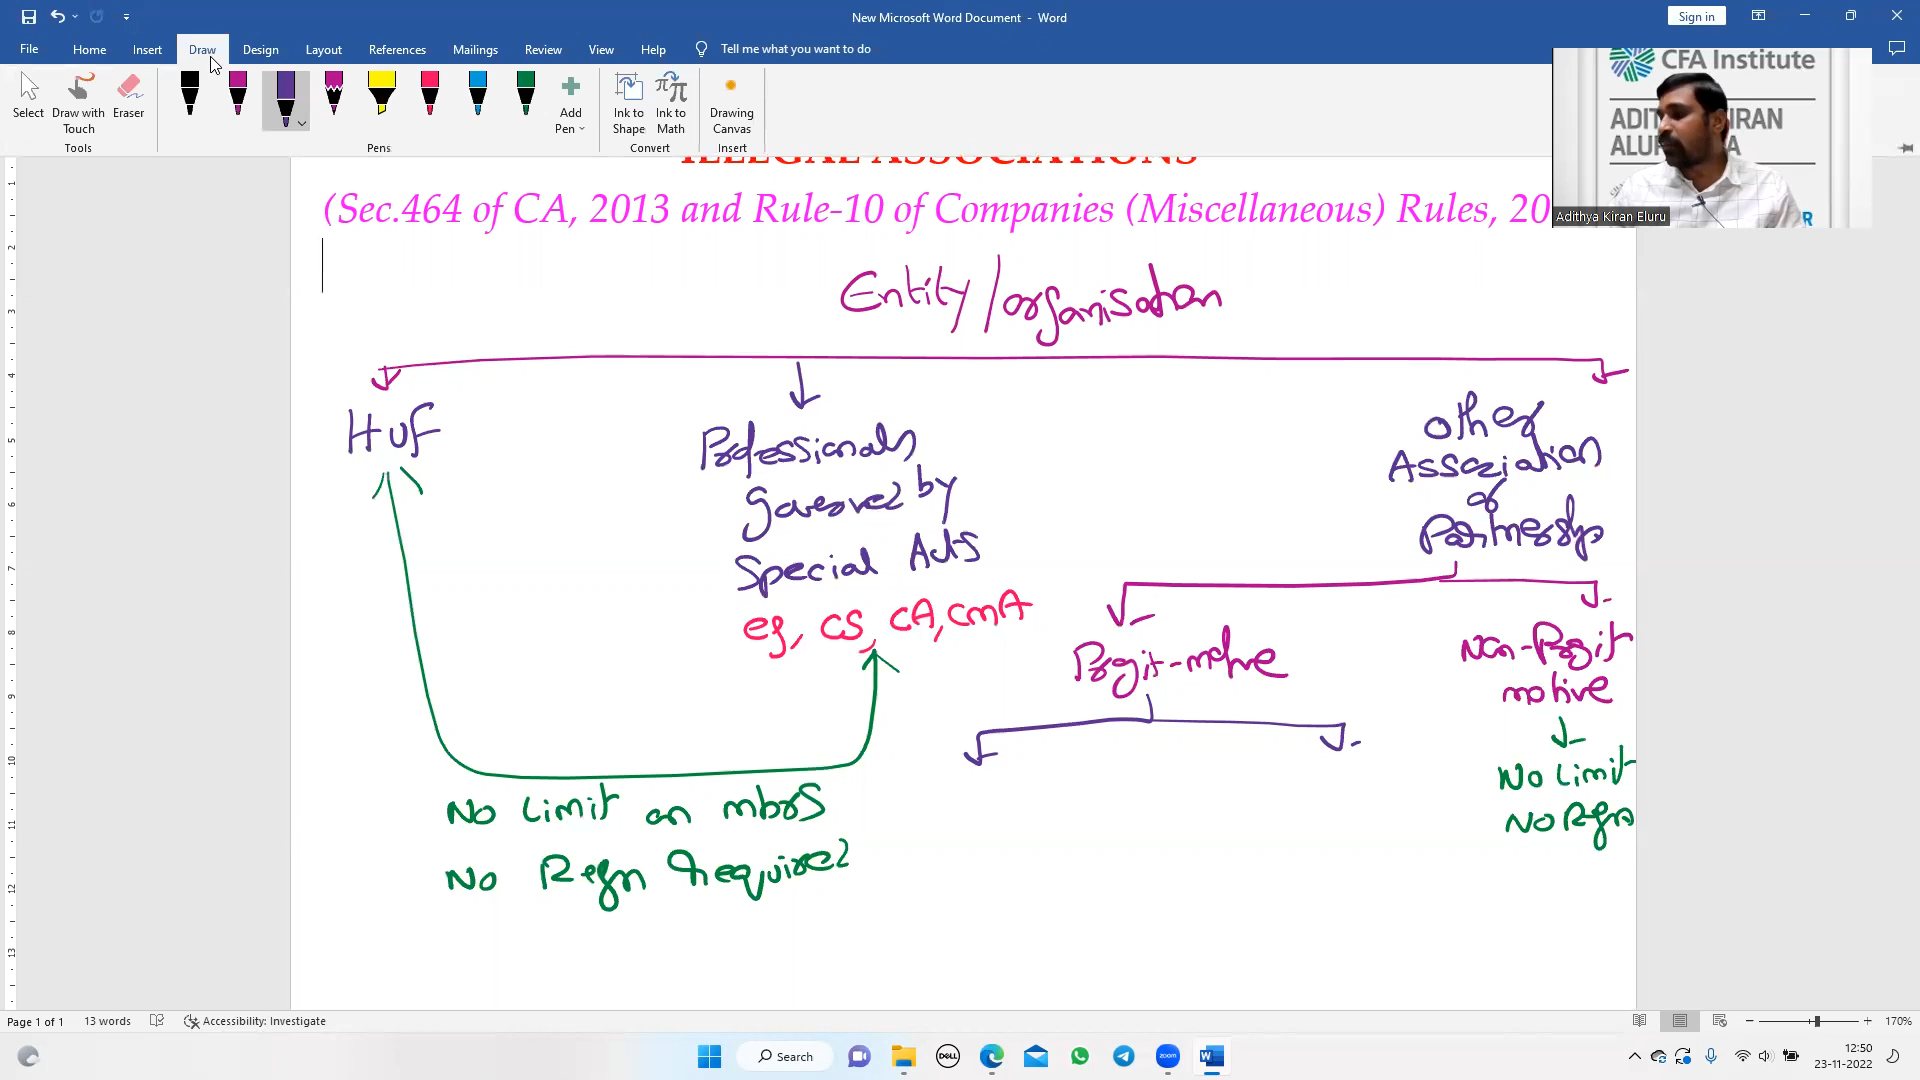 New Microsoft Word Document - Word
Sign in
File Home Insert Draw Design Layout References Mailings Review View Help Tell me what you want to do
Select
Draw with Touch
Eraser
Add Pen
Ink to Shape
Ink to Math
Drawing Canvas
Tools
Pens
Convert
Insert
CFA Institute
Adithya Kiran Eluru
ILLEGAL ASSOCIATIONS
(Sec.464 of CA, 2013 and Rule-10 of Companies (Miscellaneous) Rules, 20
Entity/organisation
HUF
Professionals
governed by
Special Acts
eg, CS, CA, CMA
Other
Association
or
Partnership
Profit-motive
Non-Profit
motive
No Limit
No Regn
No Limit on mbrs
No Regn required
Page 1 of 1
13 words
Accessibility: Investigate
170%
Search
DELL
zoom
12:50
23-11-2022